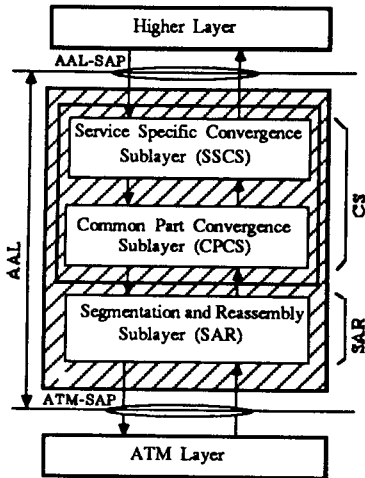 Higher Layer
AAL-SAP
Service Specific Convergence
Sublayer (SSCS)
CS
Common Part Convergence
Sublayer (CPCS)
AAL
Segmentation and Reassembly
Sublayer (SAR)
SAR
ATM-SAP
ATM Layer